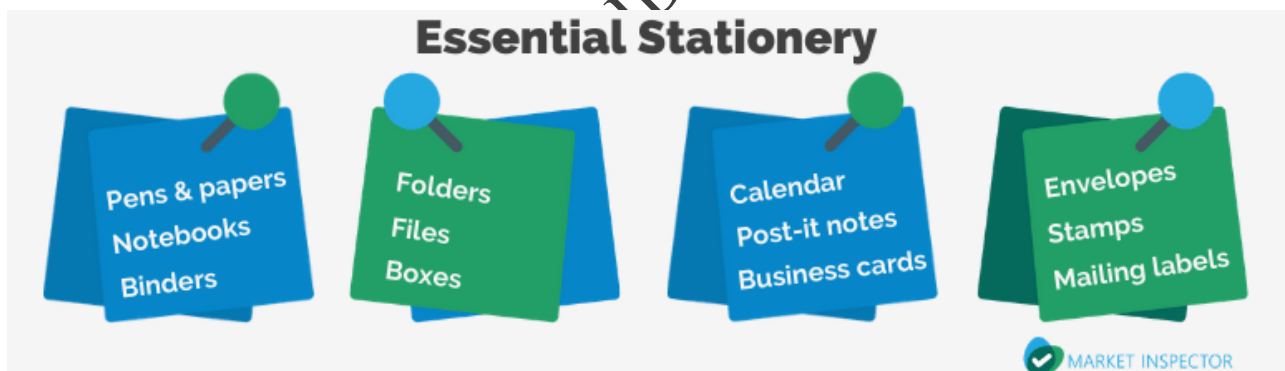 Essential Stationery
Pens & papers
Notebooks
Binders
Folders
Files
Boxes
Calendar
Post-it notes
Business cards
Envelopes
Stamps
Mailing labels
MARKET INSPECTOR